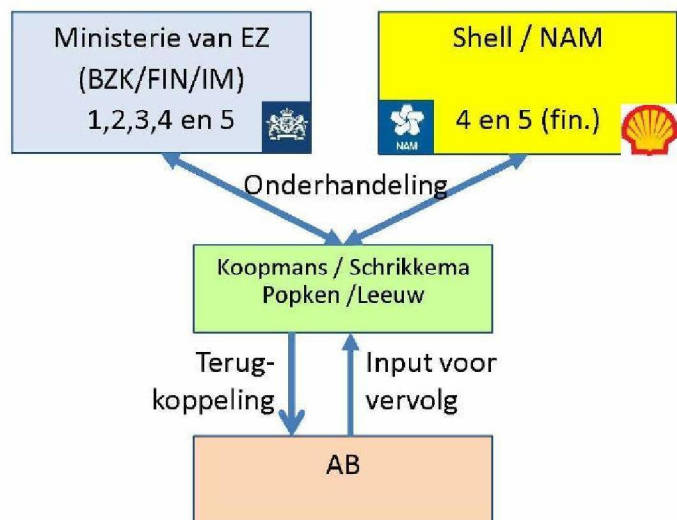 Ministerie van EZ
(BZK/FIN/IM)
1,2,3,4 en 5
Shell / NAM
NAM
4 en 5 (fin.)
Onderhandeling
Koopmans / Schrikkema
Popken /Leeuw
Terug-
koppeling
Input voor
vervolg
AB